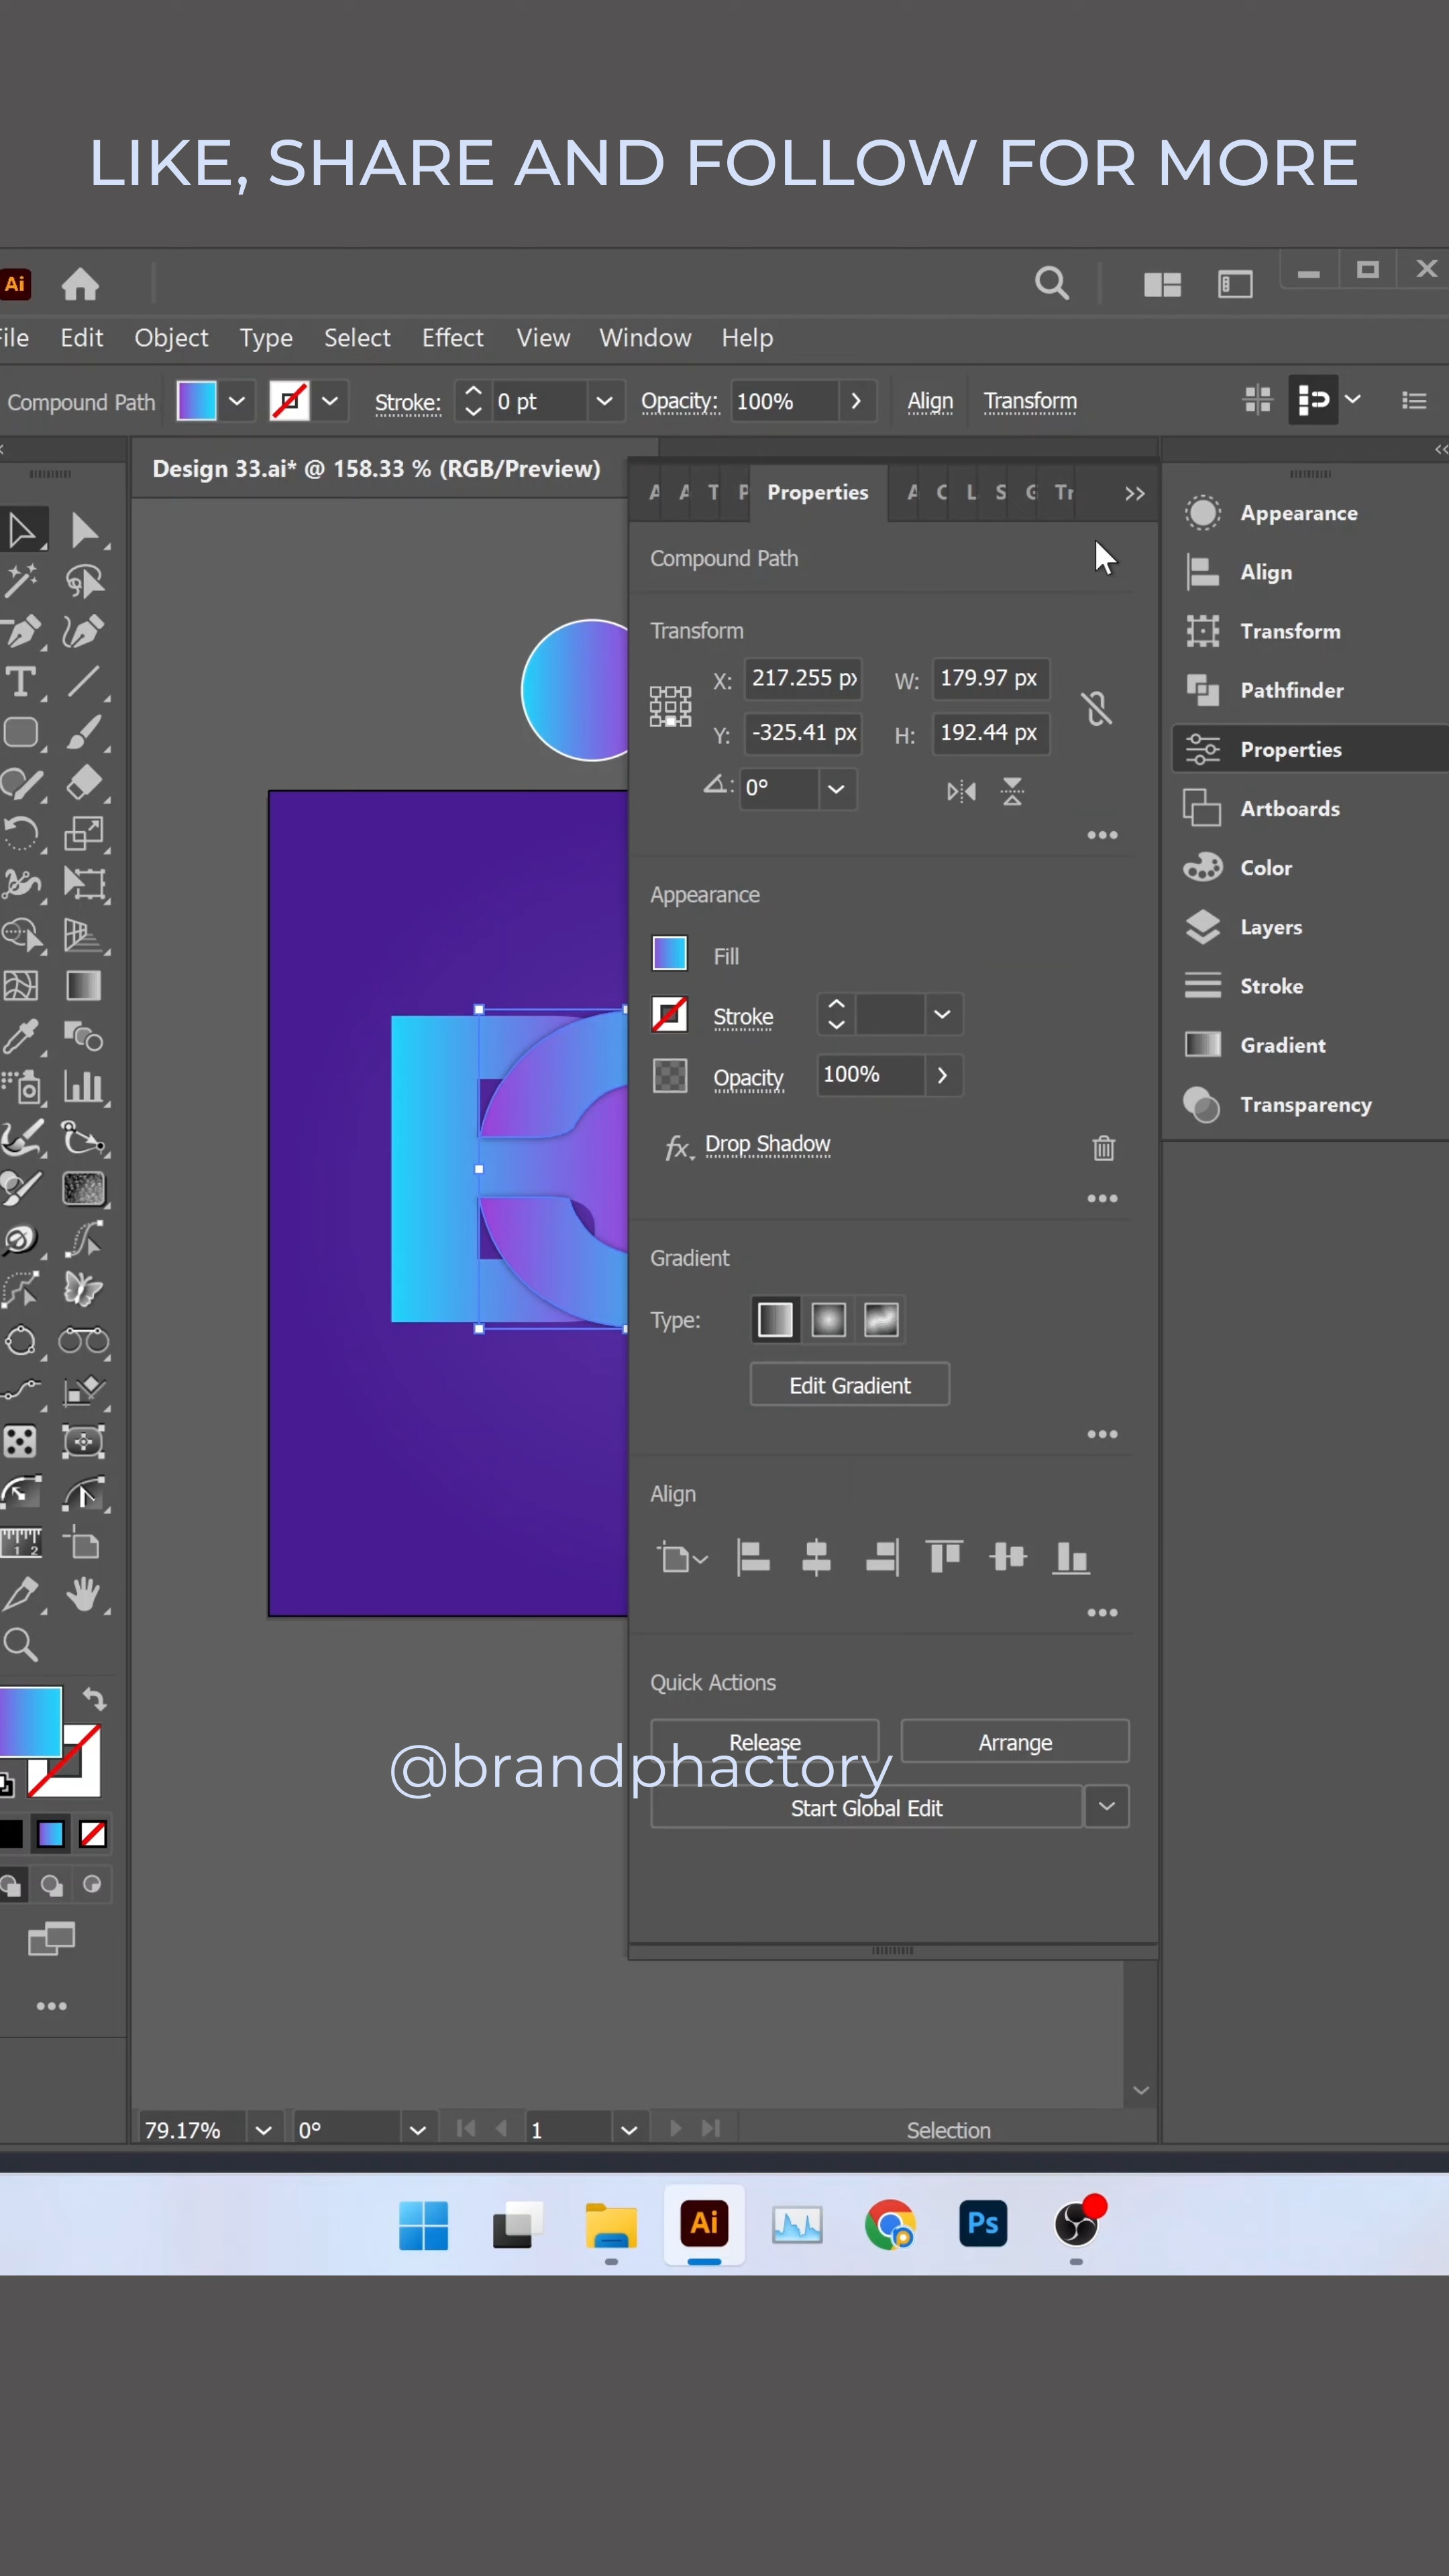 LIKE, SHARE AND FOLLOW FOR MORE
Ai
File Edit Object Type Select Effect View Window Help
Compound Path Stroke: 0 pt Opacity: 100% Align Transform
Design 33.ai* @ 158.33 % (RGB/Preview)
A A T P Properties A C L S G Tr
Compound Path
Transform
X: 217.255 px W: 179.97 px
Y: -325.41 px H: 192.44 px
0°
Appearance
Fill
Stroke
Opacity 100%
fx Drop Shadow
Gradient
Type:
Edit Gradient
Align
Quick Actions
Release Arrange
@brandphactory
Start Global Edit
Appearance
Align
Transform
Pathfinder
Properties
Artboards
Color
Layers
Stroke
Gradient
Transparency
79.17% 0° 1 Selection
Ai Ps